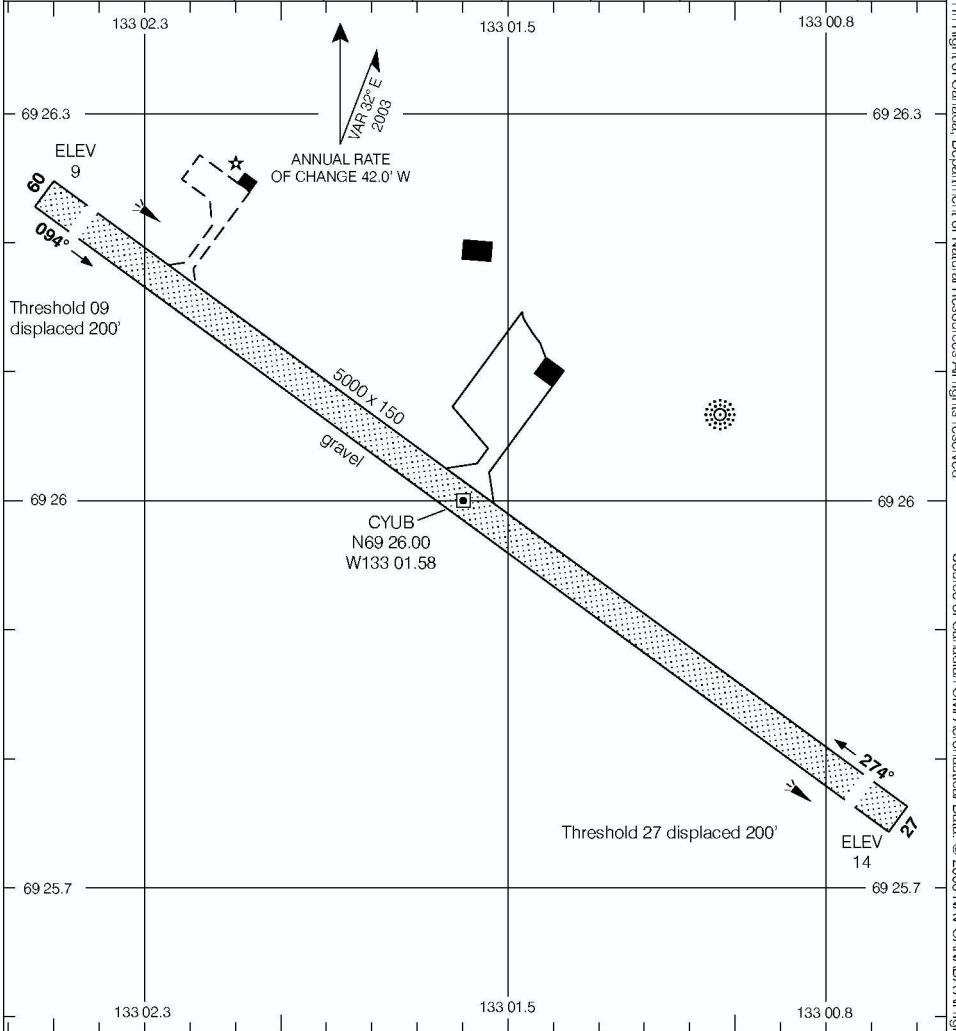 133 02.3
133 01.5
133 00.8
VAR 32° E
2003
69 26.3
69 26.3
ANNUAL RATE
OF CHANGE 42.0' W
ELEV
9
09
094°
Threshold 09
displaced 200'
5000 x 150
gravel
69 26
69 26
CYUB
N69 26.00
W133 01.58
274°
27
Threshold 27 displaced 200'
ELEV
14
69 25.7
69 25.7
133 02.3
133 01.5
133 00.8